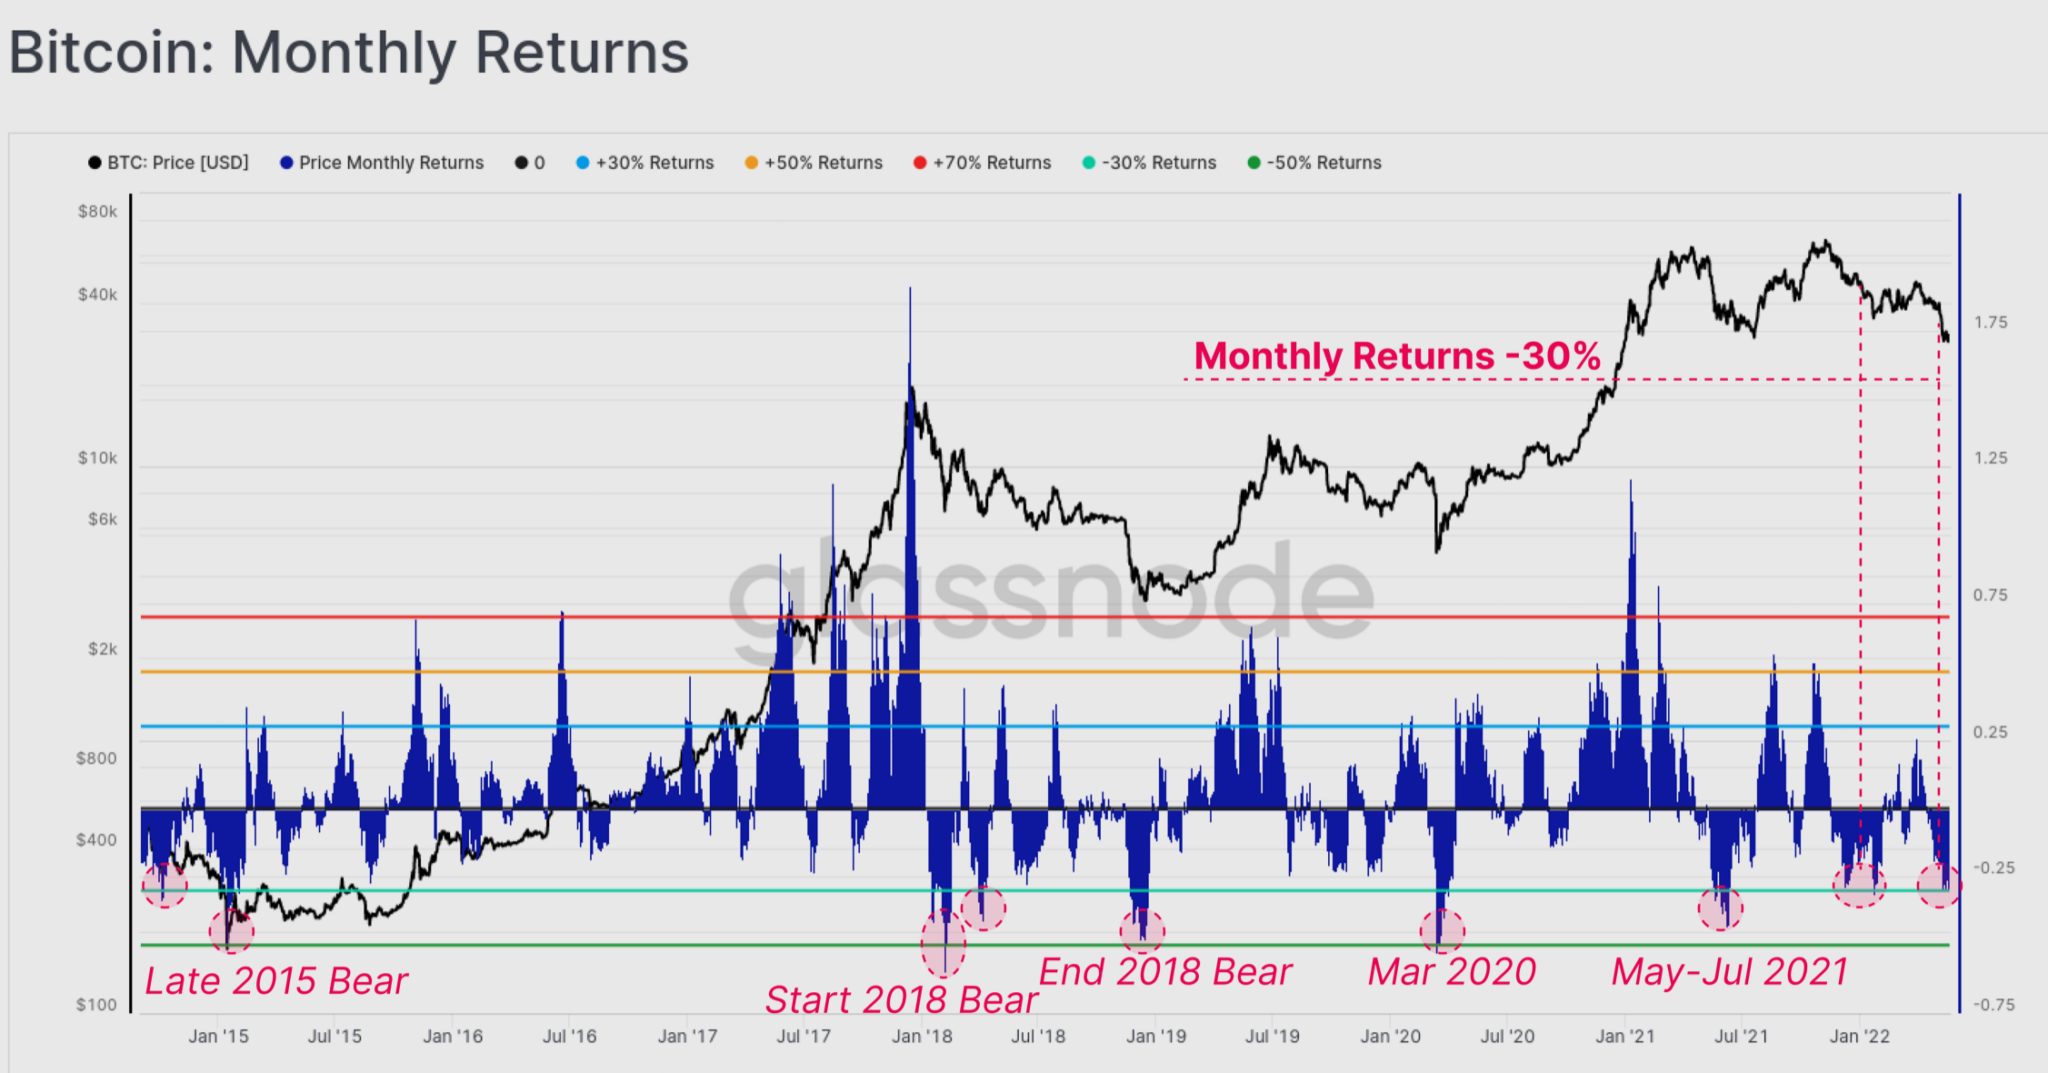 Bitcoin: Monthly Returns
BTC: Price [USD] Price Monthly Returns 0 +30% Returns +50% Returns +70% Returns -30% Returns -50% Returns
$80k
$40k
$10k
$6k
$2k
$800
$400
$100
1.75
1.25
0.75
0.25
-0.25
-0.75
Monthly Returns -30%
glassnode
Late 2015 Bear
Start 2018 Bear
End 2018 Bear
Mar 2020
May-Jul 2021
Jan '15 Jul '15 Jan '16 Jul '16 Jan '17 Jul '17 Jan '18 Jul '18 Jan '19 Jul '19 Jan '20 Jul '20 Jan '21 Jul '21 Jan '22